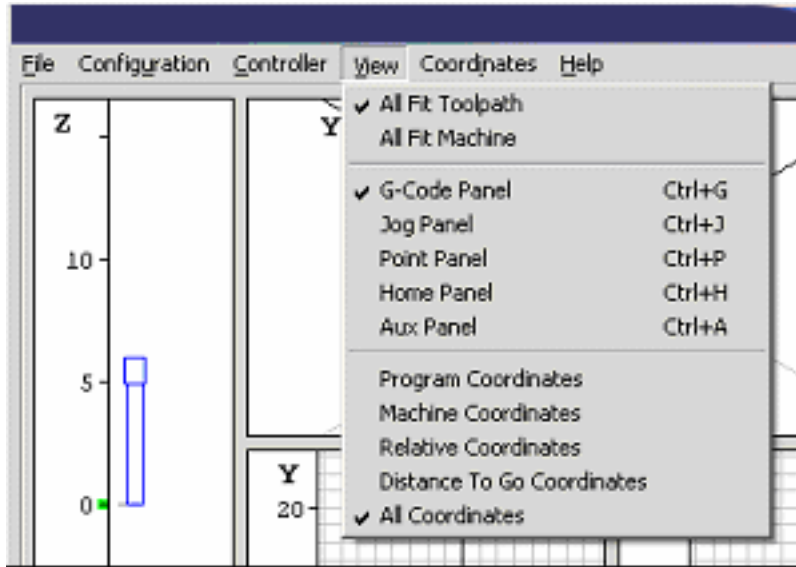 File Configuration Controller View Coordinates Help
Z
10
5
0
Y
Y
20
All Fit Toolpath
All Fit Machine
G-Code Panel Ctrl+G
Jog Panel Ctrl+J
Point Panel Ctrl+P
Home Panel Ctrl+H
Aux Panel Ctrl+A
Program Coordinates
Machine Coordinates
Relative Coordinates
Distance To Go Coordinates
All Coordinates